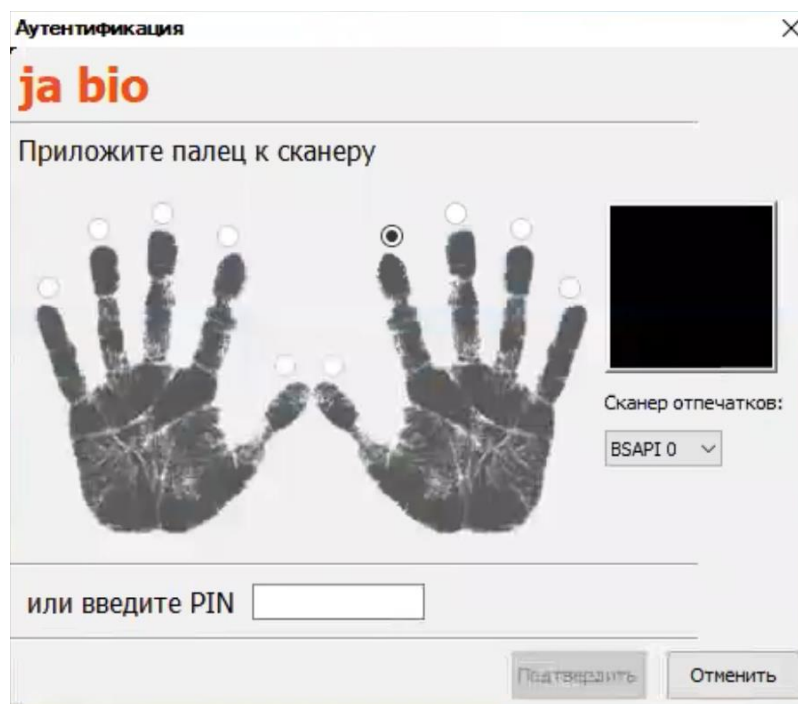 Аутентификация
ja bio
Приложите палец к сканеру
Сканер отпечатков:
BSAPI 0
или введите PIN
Подтвердить
Отменить